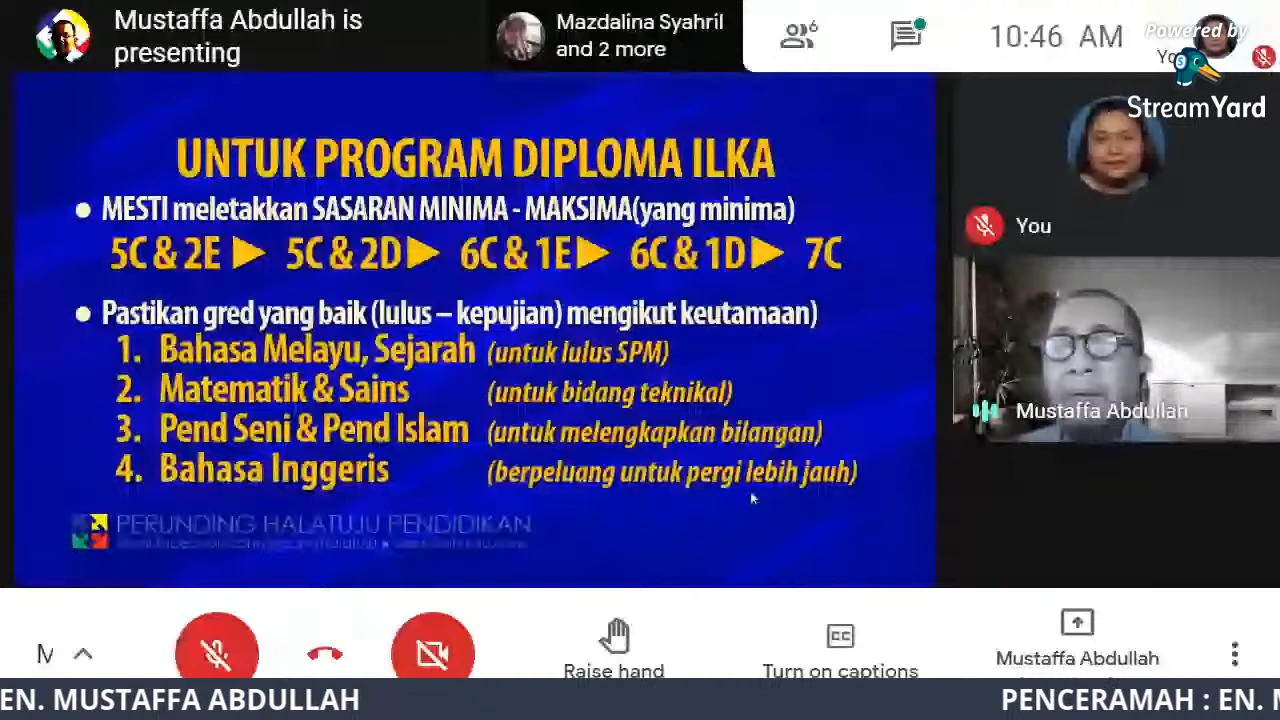 Mustaffa Abdullah is
presenting
Mazdalina Syahril
and 2 more
6
10:46 AM
Powered by
StreamYard
UNTUK PROGRAM DIPLOMA ILKA
• MESTI meletakkan SASARAN MINIMA - MAKSIMA(yang minima)
5C & 2E ▶ 5C & 2D ▶ 6C & 1E ▶ 6C & 1D ▶ 7C
• Pastikan gred yang baik (lulus – kepujian) mengikut keutamaan)
1. Bahasa Melayu, Sejarah (untuk lulus SPM)
2. Matematik & Sains (untuk bidang teknikal)
3. Pend Seni & Pend Islam (untuk melengkapkan bilangan)
4. Bahasa Inggeris (berpeluang untuk pergi lebih jauh)
PERUNDING HALATUJU PENDIDIKAN
You
Mustaffa Abdullah
Raise hand
Turn on captions
Mustaffa Abdullah
EN. MUSTAFFA ABDULLAH
PENCERAMAH : EN.